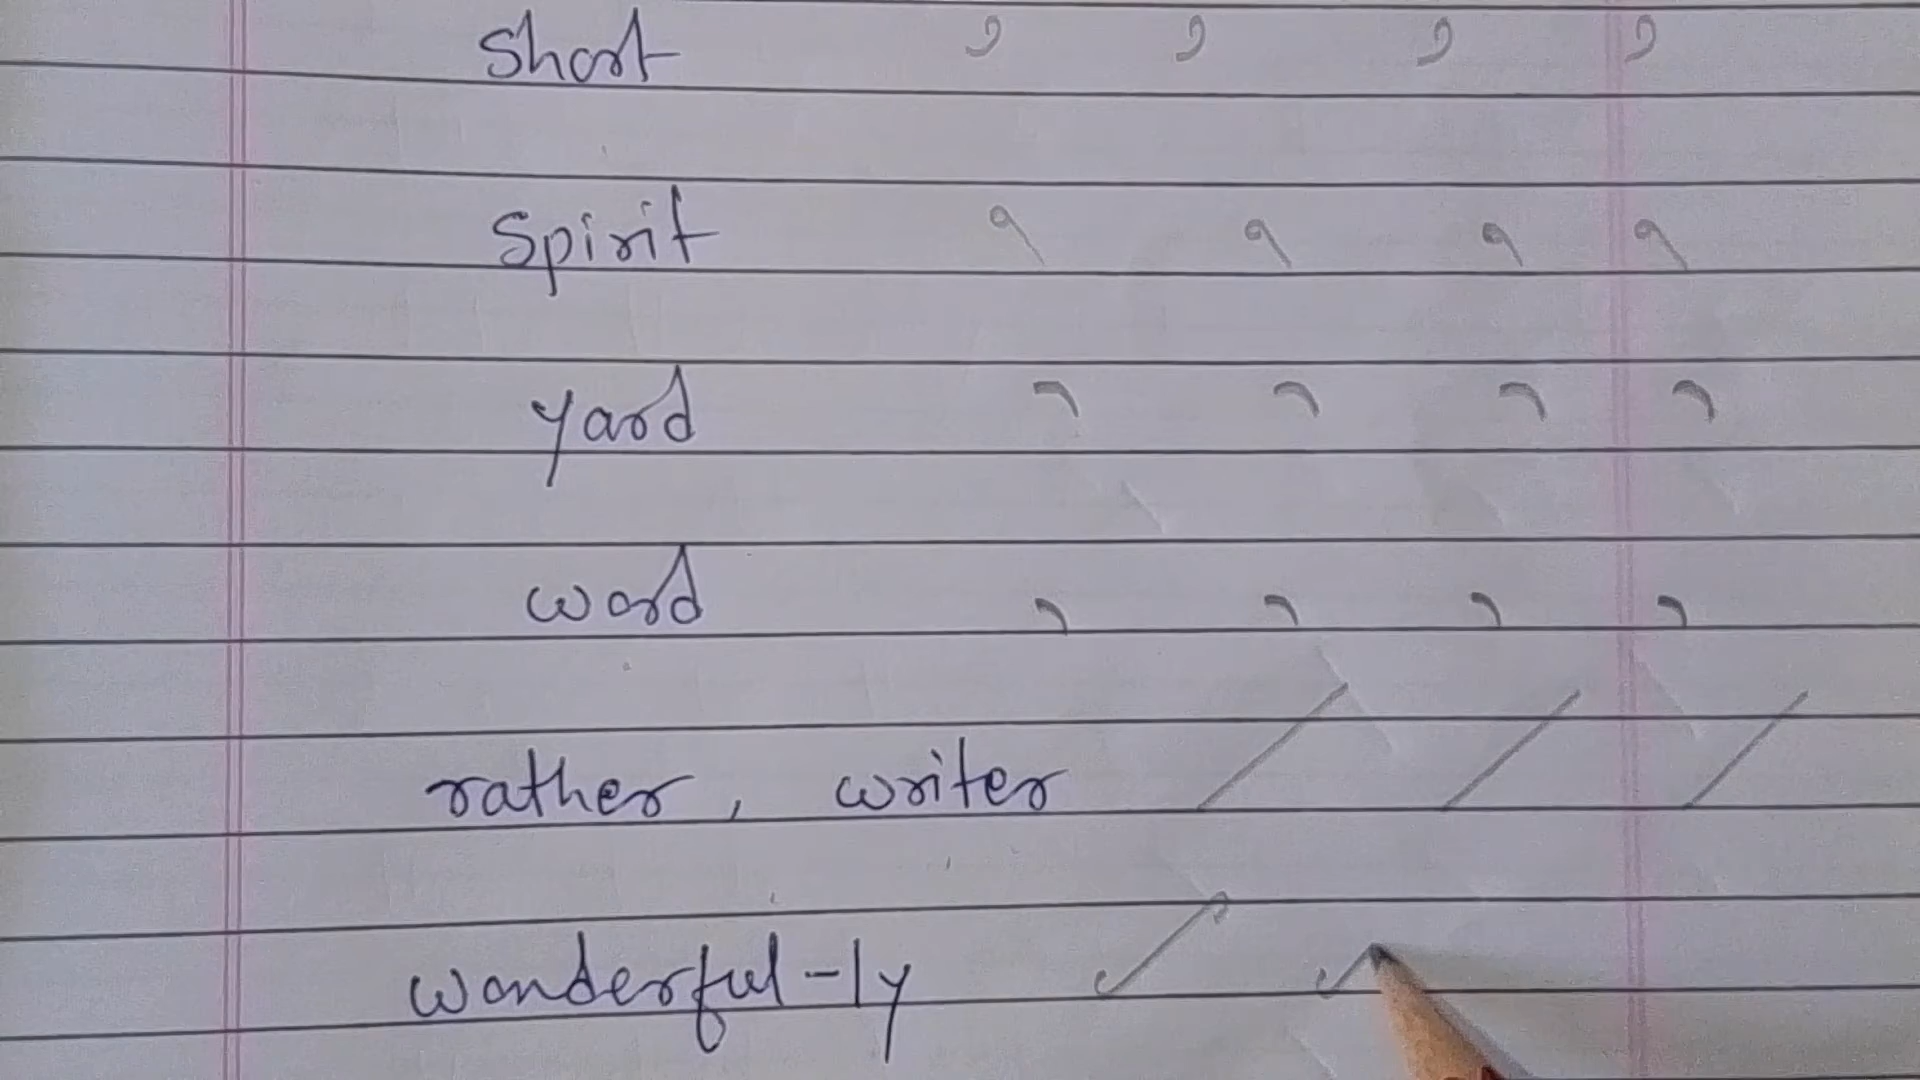 Short
Spirit
yard
word
rather, writer
wonderful-ly